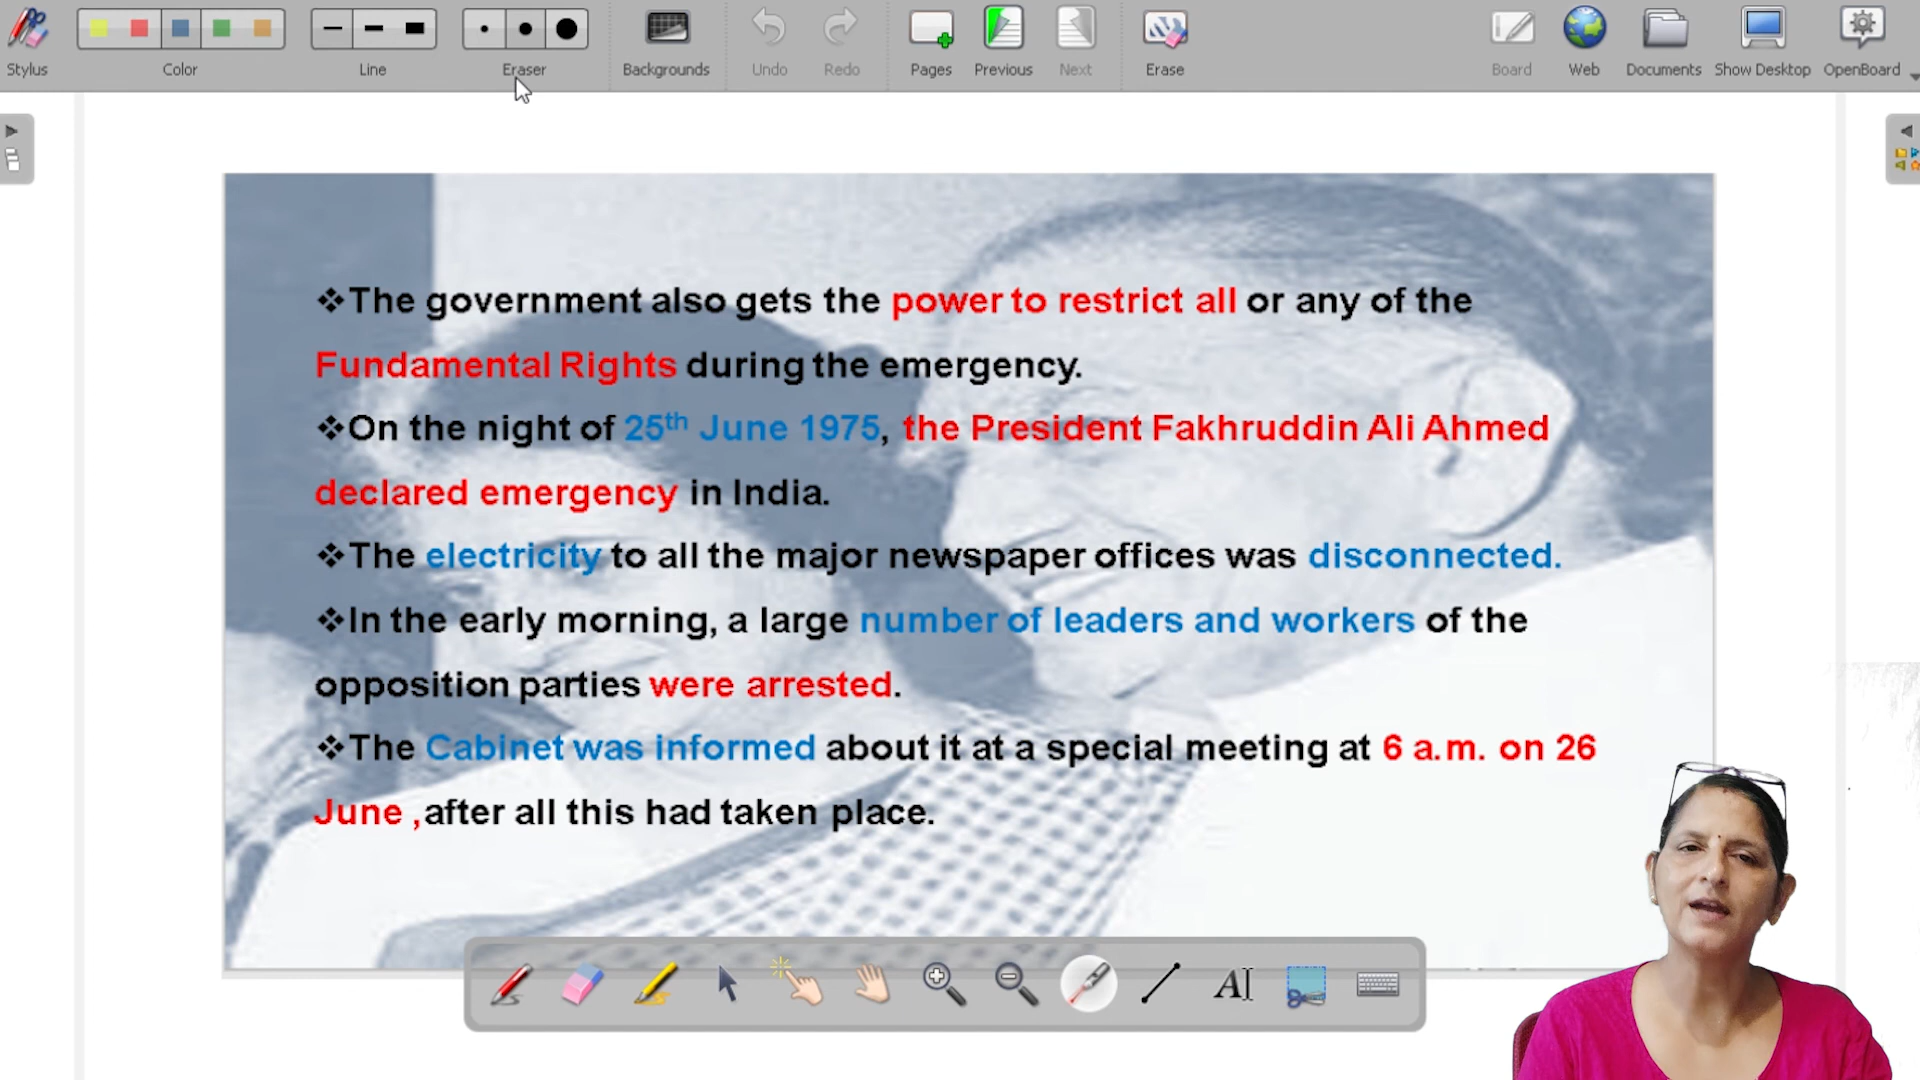 Stylus
Color
Line
Eraser
Backgrounds
Undo
Redo
Pages
Previous
Next
Erase
Board
Web
Documents
Show Desktop
OpenBoard
❖The government also gets the power to restrict all or any of the
Fundamental Rights during the emergency.
❖On the night of 25th June 1975, the President Fakhruddin Ali Ahmed
declared emergency in India.
❖The electricity to all the major newspaper offices was disconnected.
❖In the early morning, a large number of leaders and workers of the
opposition parties were arrested.
❖The Cabinet was informed about it at a special meeting at 6 a.m. on 26
June ,after all this had taken place.